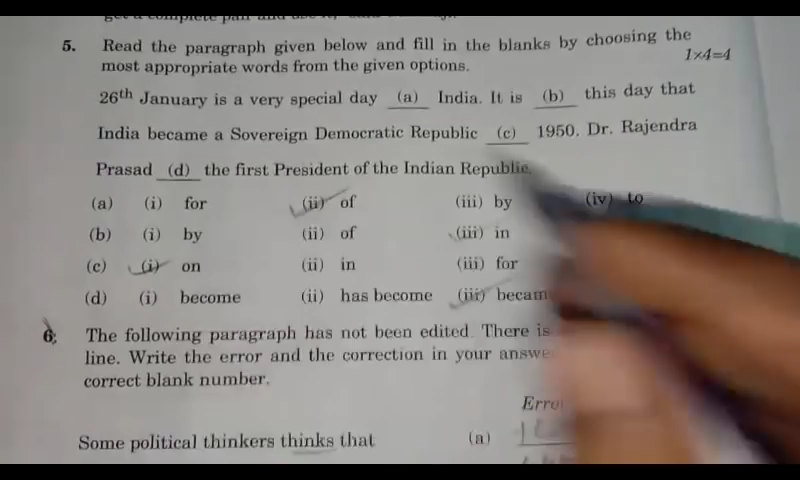 5. Read the paragraph given below and fill in the blanks by choosing the
most appropriate words from the given options. 1×4=4
26th January is a very special day (a) India. It is (b) this day that
India became a Sovereign Democratic Republic (c) 1950. Dr. Rajendra
Prasad (d) the first President of the Indian Republic.
(a) (i) for (ii) of (iii) by (iv) to
(b) (i) by (ii) of (iii) in
(c) (i) on (ii) in (iii) for
(d) (i) become (ii) has become (iii) becam
6. The following paragraph has not been edited. There is
line. Write the error and the correction in your answe
correct blank number.
Erro
Some political thinkers thinks that (a)